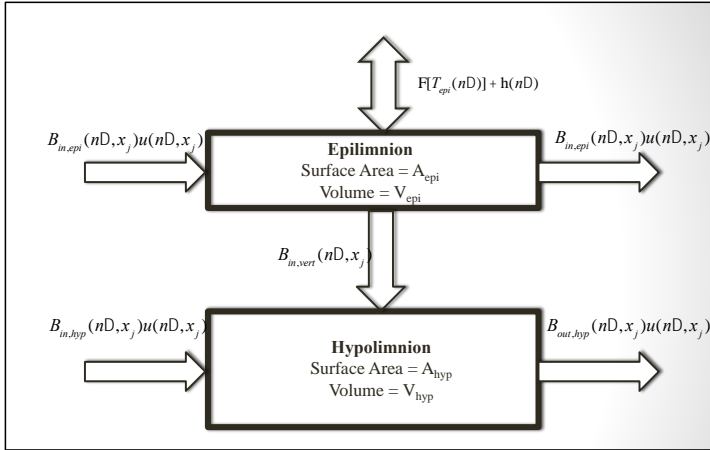 F[T_epi(nD)] + h(nD)
B_in,epi(nD, x_j)u(nD, x_j)
B_in,epi(nD, x_j)u(nD, x_j)
Epilimnion
Surface Area = A_epi
Volume = V_epi
B_in,vert(nD, x_j)
B_in,hyp(nD, x_j)u(nD, x_j)
B_out,hyp(nD, x_j)u(nD, x_j)
Hypolimnion
Surface Area = A_hyp
Volume = V_hyp